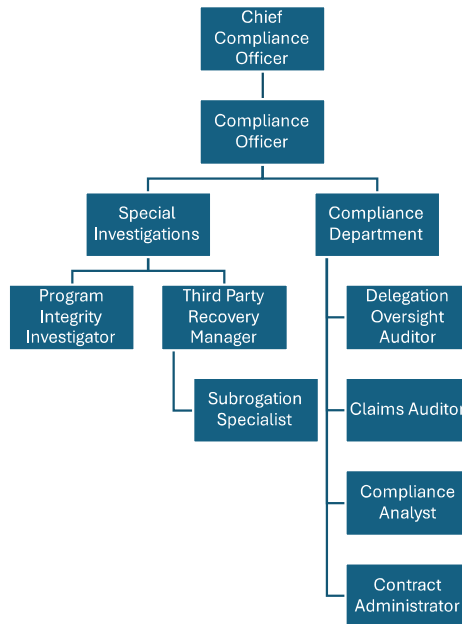 Chief
Compliance
Officer
Compliance
Officer
Special
Investigations
Compliance
Department
Program
Integrity
Investigator
Third Party
Recovery
Manager
Delegation
Oversight
Auditor
Subrogation
Specialist
Claims Auditor
Compliance
Analyst
Contract
Administrator